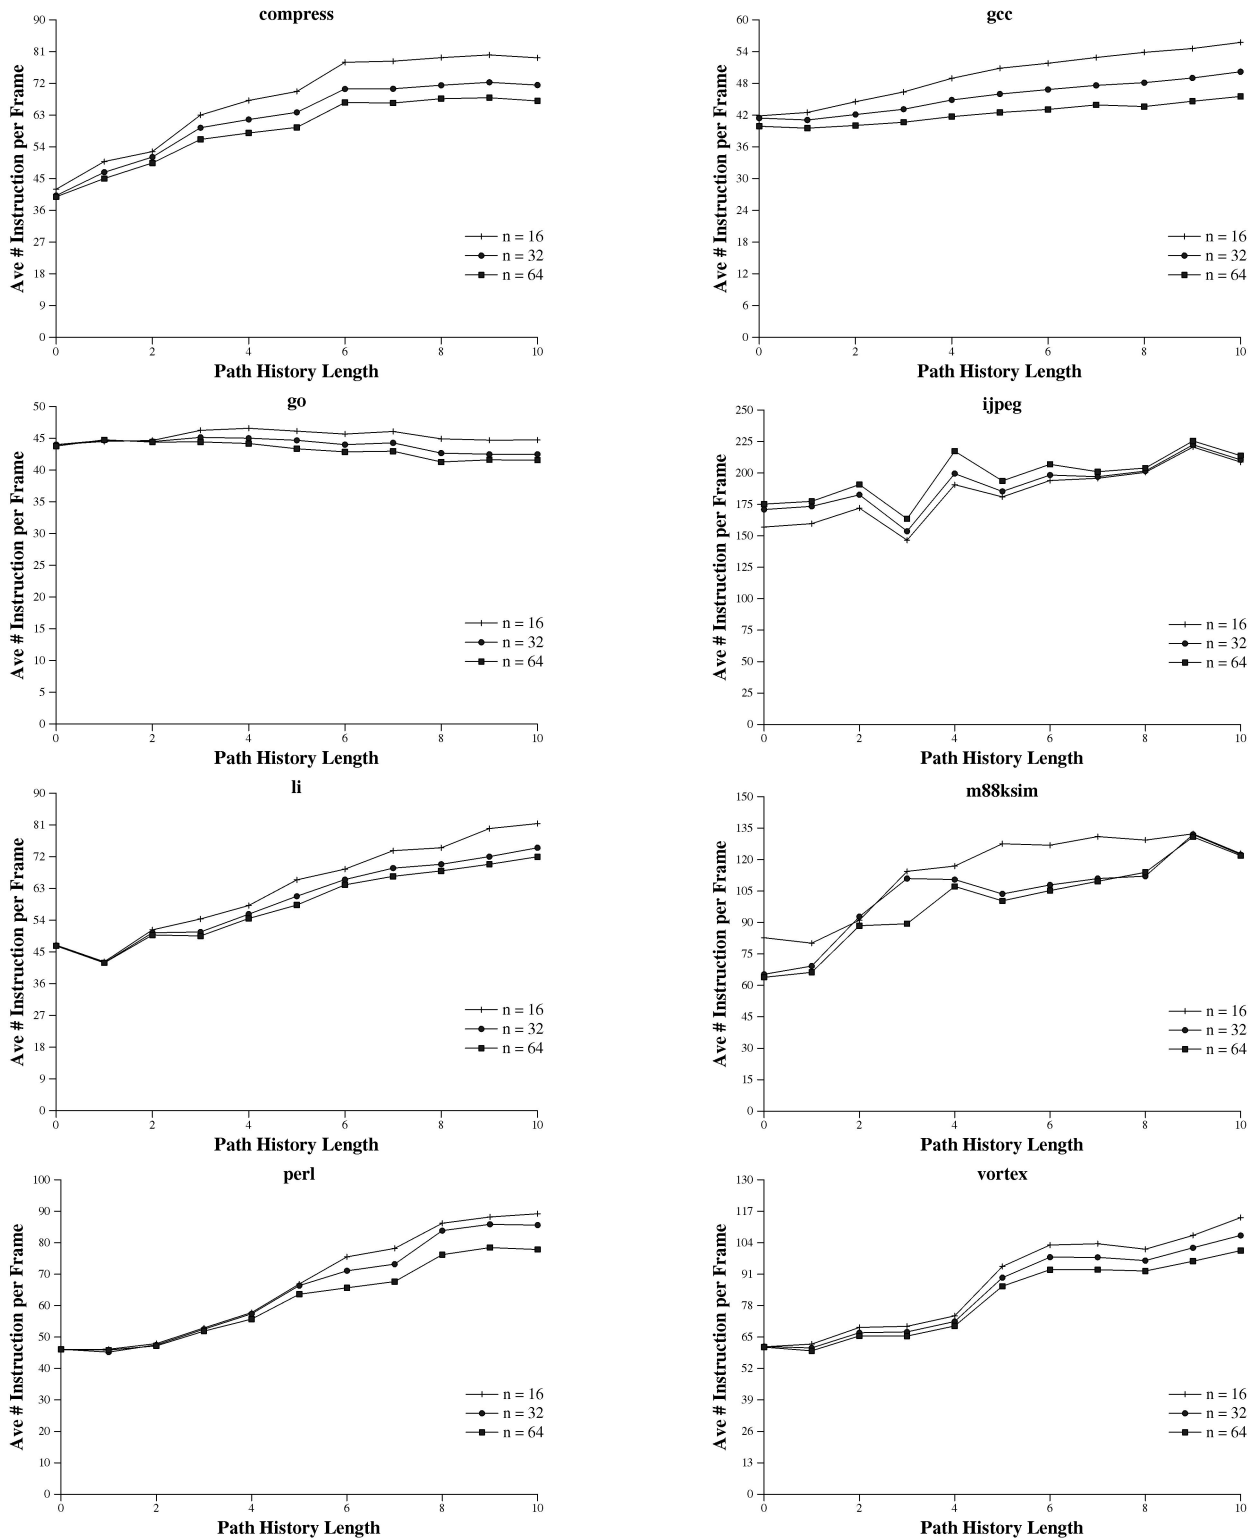 compress
Ave # Instruction per Frame
90
81
72
63
54
45
36
27
18
9
0
n = 16
n = 32
n = 64
0 2 4 6 8 10
Path History Length
gcc
Ave # Instruction per Frame
60
54
48
42
36
30
24
18
12
6
0
n = 16
n = 32
n = 64
0 2 4 6 8 10
Path History Length
go
Ave # Instruction per Frame
50
45
40
35
30
25
20
15
10
5
0
n = 16
n = 32
n = 64
0 2 4 6 8 10
Path History Length
ijpeg
Ave # Instruction per Frame
250
225
200
175
150
125
100
75
50
25
0
n = 16
n = 32
n = 64
0 2 4 6 8 10
Path History Length
li
Ave # Instruction per Frame
90
81
72
63
54
45
36
27
18
9
0
n = 16
n = 32
n = 64
0 2 4 6 8 10
Path History Length
m88ksim
Ave # Instruction per Frame
150
135
120
105
90
75
60
45
30
15
0
n = 16
n = 32
n = 64
0 2 4 6 8 10
Path History Length
perl
Ave # Instruction per Frame
100
90
80
70
60
50
40
30
20
10
0
n = 16
n = 32
n = 64
0 2 4 6 8 10
Path History Length
vortex
Ave # Instruction per Frame
130
117
104
91
78
65
52
39
26
13
0
n = 16
n = 32
n = 64
0 2 4 6 8 10
Path History Length